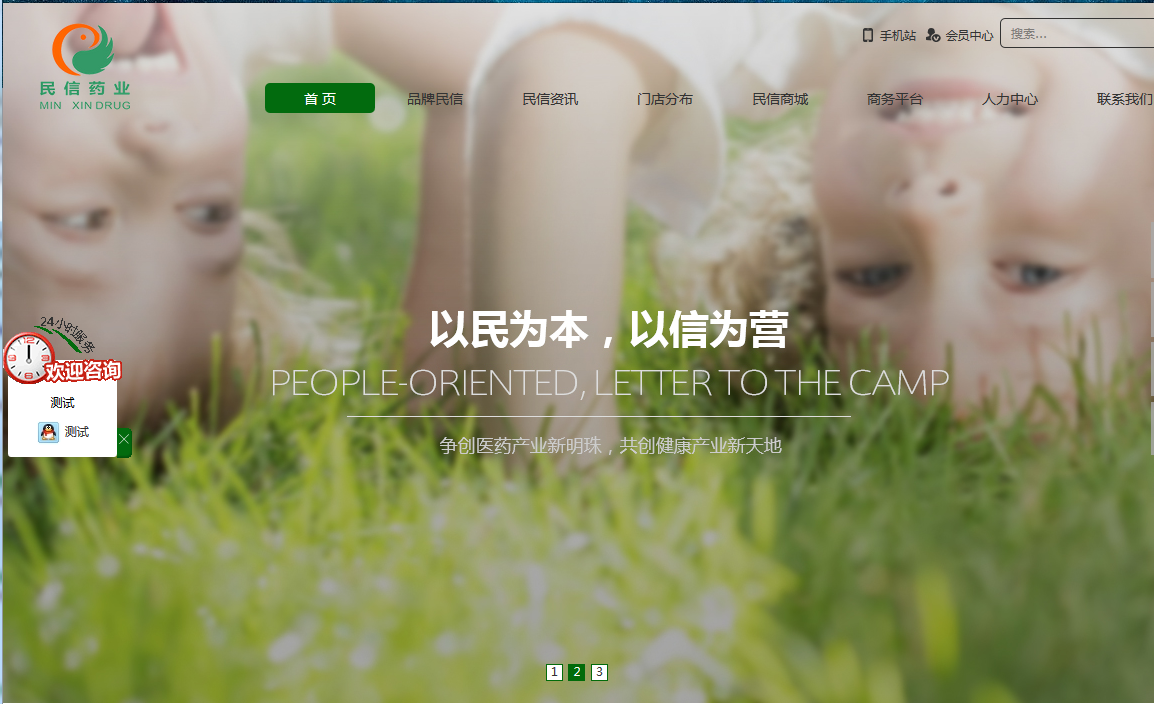 手机站 会员中心 搜索...
民信药业
MIN XIN DRUG
首 页 品牌民信 民信资讯 门店分布 民信商城 商务平台 人力中心 联系我们
以民为本，以信为营
PEOPLE-ORIENTED, LETTER TO THE CAMP
争创医药产业新明珠，共创健康产业新天地
24小时服务
欢迎咨询
测试
测试
1 2 3